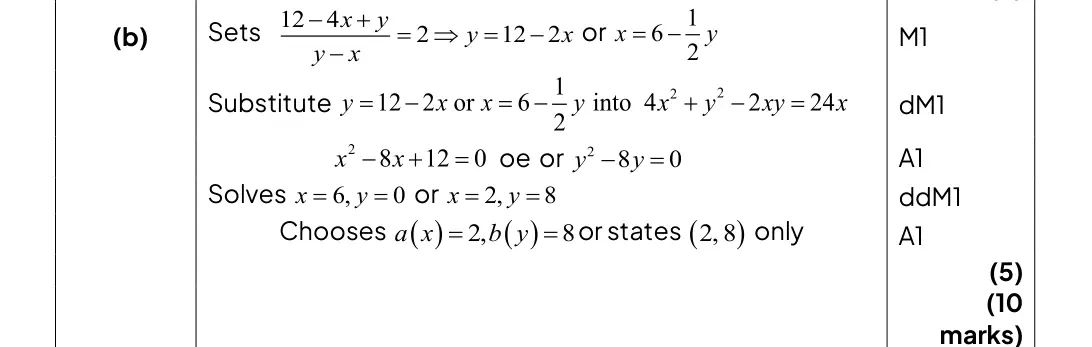 (b) Sets (12 − 4x + y)/(y − x) = 2 ⇒ y = 12 − 2x or x = 6 − 1/2 y M1
Substitute y = 12 − 2x or x = 6 − 1/2 y into 4x² + y² − 2xy = 24x dM1
x² − 8x + 12 = 0 oe or y² − 8y = 0 A1
Solves x = 6, y = 0 or x = 2, y = 8 ddM1
Chooses a(x) = 2, b(y) = 8 or states (2, 8) only A1
(5)
(10
marks)